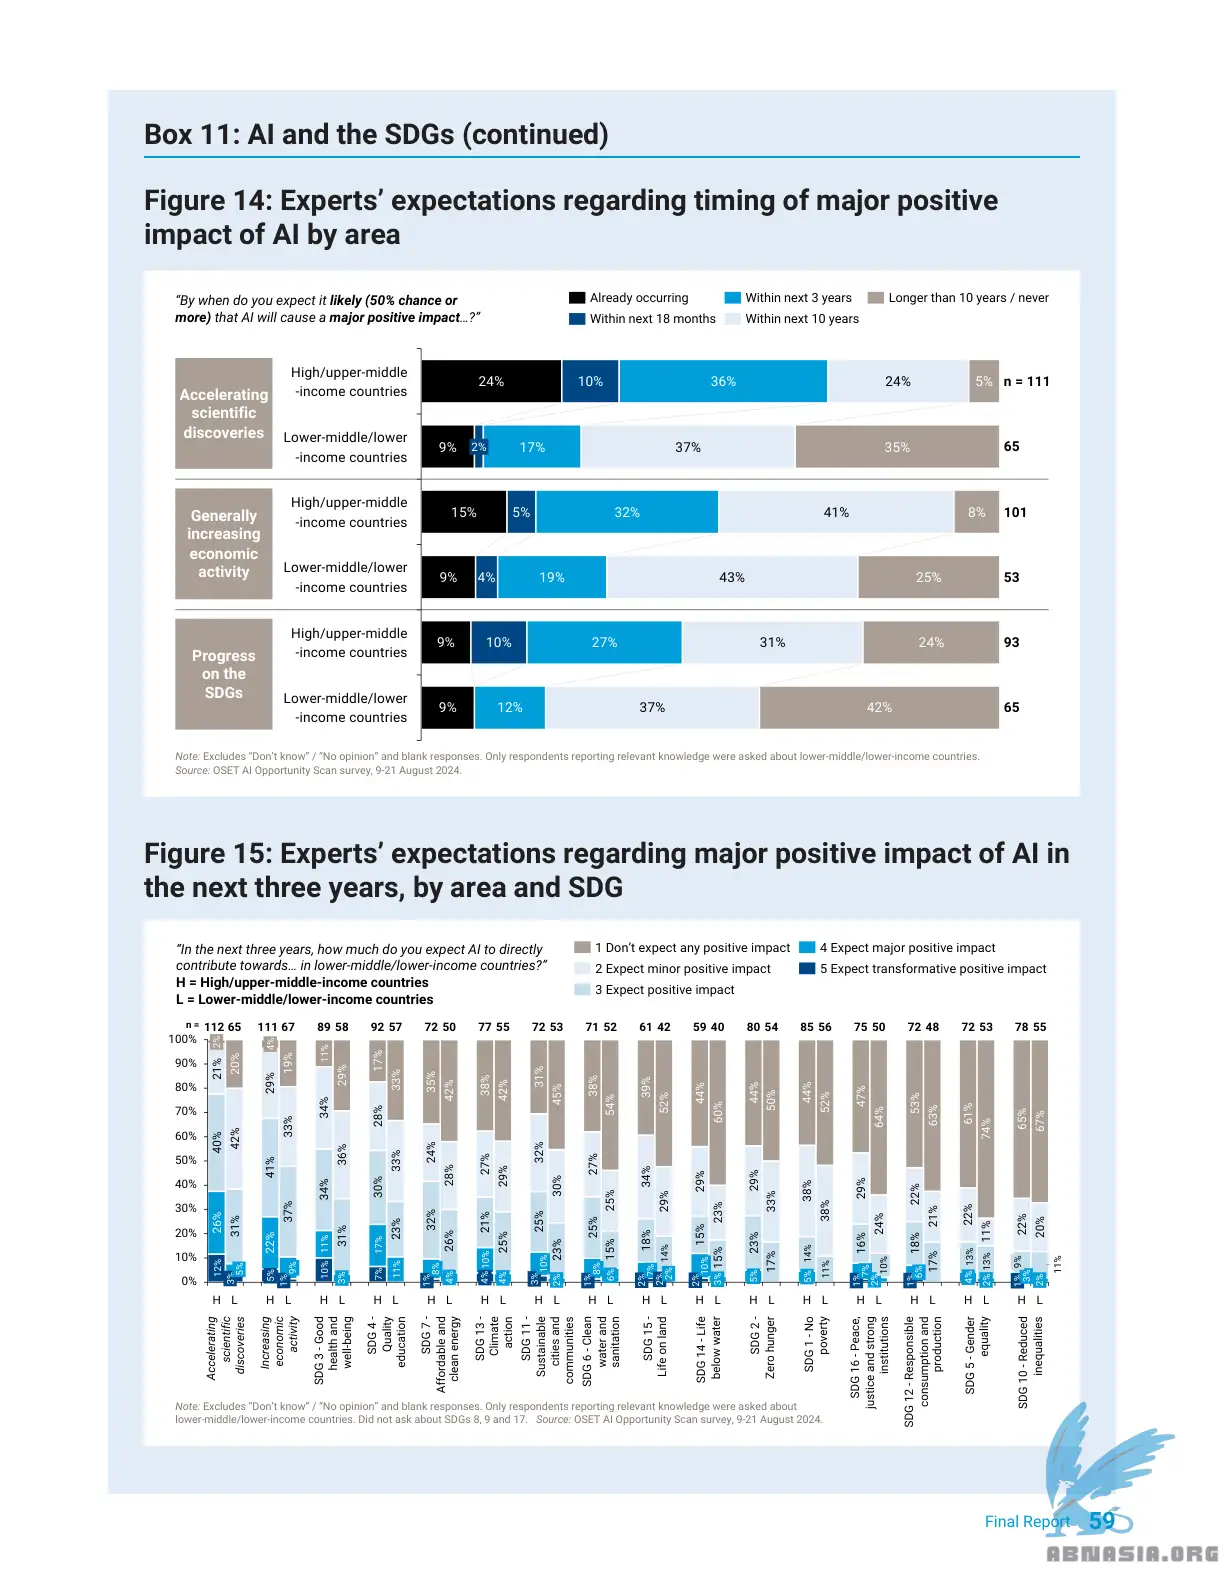 Box 11: AI and the SDGs (continued)
Figure 14: Experts’ expectations regarding timing of major positive
impact of AI by area
“By when do you expect it likely (50% chance or
more) that AI will cause a major positive impact…?”
Already occurring
Within next 3 years
Longer than 10 years / never
Within next 18 months
Within next 10 years
Accelerating
scientific
discoveries
High/upper-middle
-income countries
24% 10% 36% 24% 5% n = 111
Lower-middle/lower
-income countries
9% 2% 17% 37% 35% 65
Generally
increasing
economic
activity
High/upper-middle
-income countries
15% 5% 32% 41% 8% 101
Lower-middle/lower
-income countries
9% 4% 19% 43% 25% 53
Progress
on the
SDGs
High/upper-middle
-income countries
9% 10% 27% 31% 24% 93
Lower-middle/lower
-income countries
9% 12% 37% 42% 65
Note: Excludes “Don’t know” / “No opinion” and blank responses. Only respondents reporting relevant knowledge were asked about lower-middle/lower-income countries.
Source: OSET AI Opportunity Scan survey, 9-21 August 2024.
Figure 15: Experts’ expectations regarding major positive impact of AI in
the next three years, by area and SDG
“In the next three years, how much do you expect AI to directly
contribute towards… in lower-middle/lower-income countries?”
H = High/upper-middle-income countries
L = Lower-middle/lower-income countries
1 Don’t expect any positive impact
4 Expect major positive impact
2 Expect minor positive impact
5 Expect transformative positive impact
3 Expect positive impact
n = 112 65 111 67 89 58 92 57 72 50 77 55 72 53 71 52 61 42 59 40 80 54 85 56 75 50 72 48 72 53 78 55
100%
90%
80%
70%
60%
50%
40%
30%
20%
10%
0%
2% 21% 40% 26% 12%
20% 42% 31% 5% 3%
4% 29% 41% 22% 5%
19% 33% 37% 9% 1%
11% 34% 34% 11% 10%
29% 36% 31% 3%
17% 28% 30% 17% 7%
33% 33% 23% 11%
35% 24% 32% 8% 1%
42% 28% 26% 4%
38% 27% 21% 10% 4%
42% 29% 25% 4%
31% 32% 25% 10% 3%
45% 30% 23% 2%
38% 27% 25% 8% 1%
54% 25% 15% 6%
39% 34% 18% 7% 2%
52% 29% 14% 2% 2%
44% 29% 15% 10% 2%
60% 23% 15% 3%
44% 29% 23% 5%
50% 33% 17%
44% 38% 14% 5%
52% 38% 11%
47% 29% 16% 7% 1%
64% 24% 10% 2%
53% 22% 18% 6% 1%
63% 21% 17%
61% 22% 13% 4%
74% 11% 13% 2%
65% 22% 9% 3% 1%
67% 20% 11% 2%
H L H L H L H L H L H L H L H L H L H L H L H L H L H L H L H L
Accelerating
scientific
discoveries
Increasing
economic
activity
SDG 3 - Good
health and
well-being
SDG 4 -
Quality
education
SDG 7 -
Affordable and
clean energy
SDG 13 -
Climate
action
SDG 11 -
Sustainable
cities and
communities
SDG 6 - Clean
water and
sanitation
SDG 15 -
Life on land
SDG 14 - Life
below water
SDG 2 -
Zero hunger
SDG 1 - No
poverty
SDG 16 - Peace,
justice and strong
institutions
SDG 12 - Responsible
consumption and
production
SDG 5 - Gender
equality
SDG 10 - Reduced
inequalities
Note: Excludes “Don’t know” / “No opinion” and blank responses. Only respondents reporting relevant knowledge were asked about
lower-middle/lower-income countries. Did not ask about SDGs 8, 9 and 17. Source: OSET AI Opportunity Scan survey, 9-21 August 2024.
Final Report 59
ABNASIA.ORG